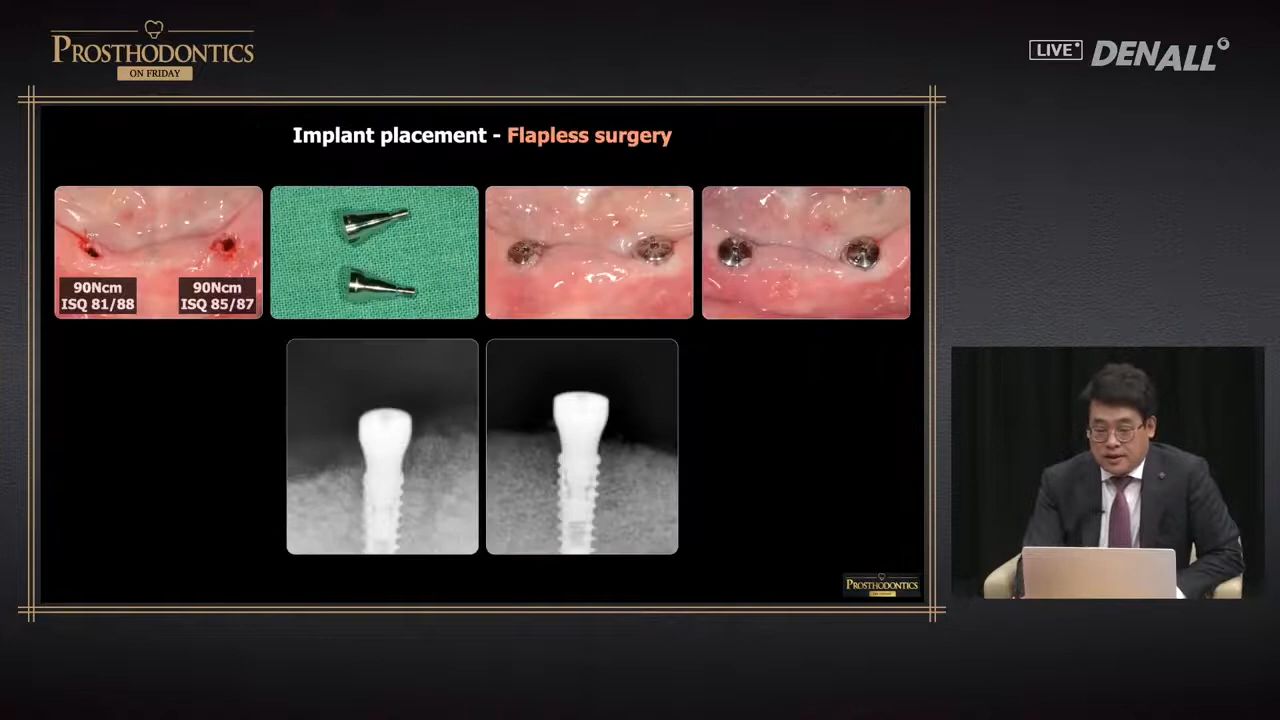 PROSTHODONTICS
ON FRIDAY
LIVE
DENALL
Implant placement - Flapless surgery
90Ncm
ISQ 81/88
90Ncm
ISQ 85/87
PROSTHODONTICS